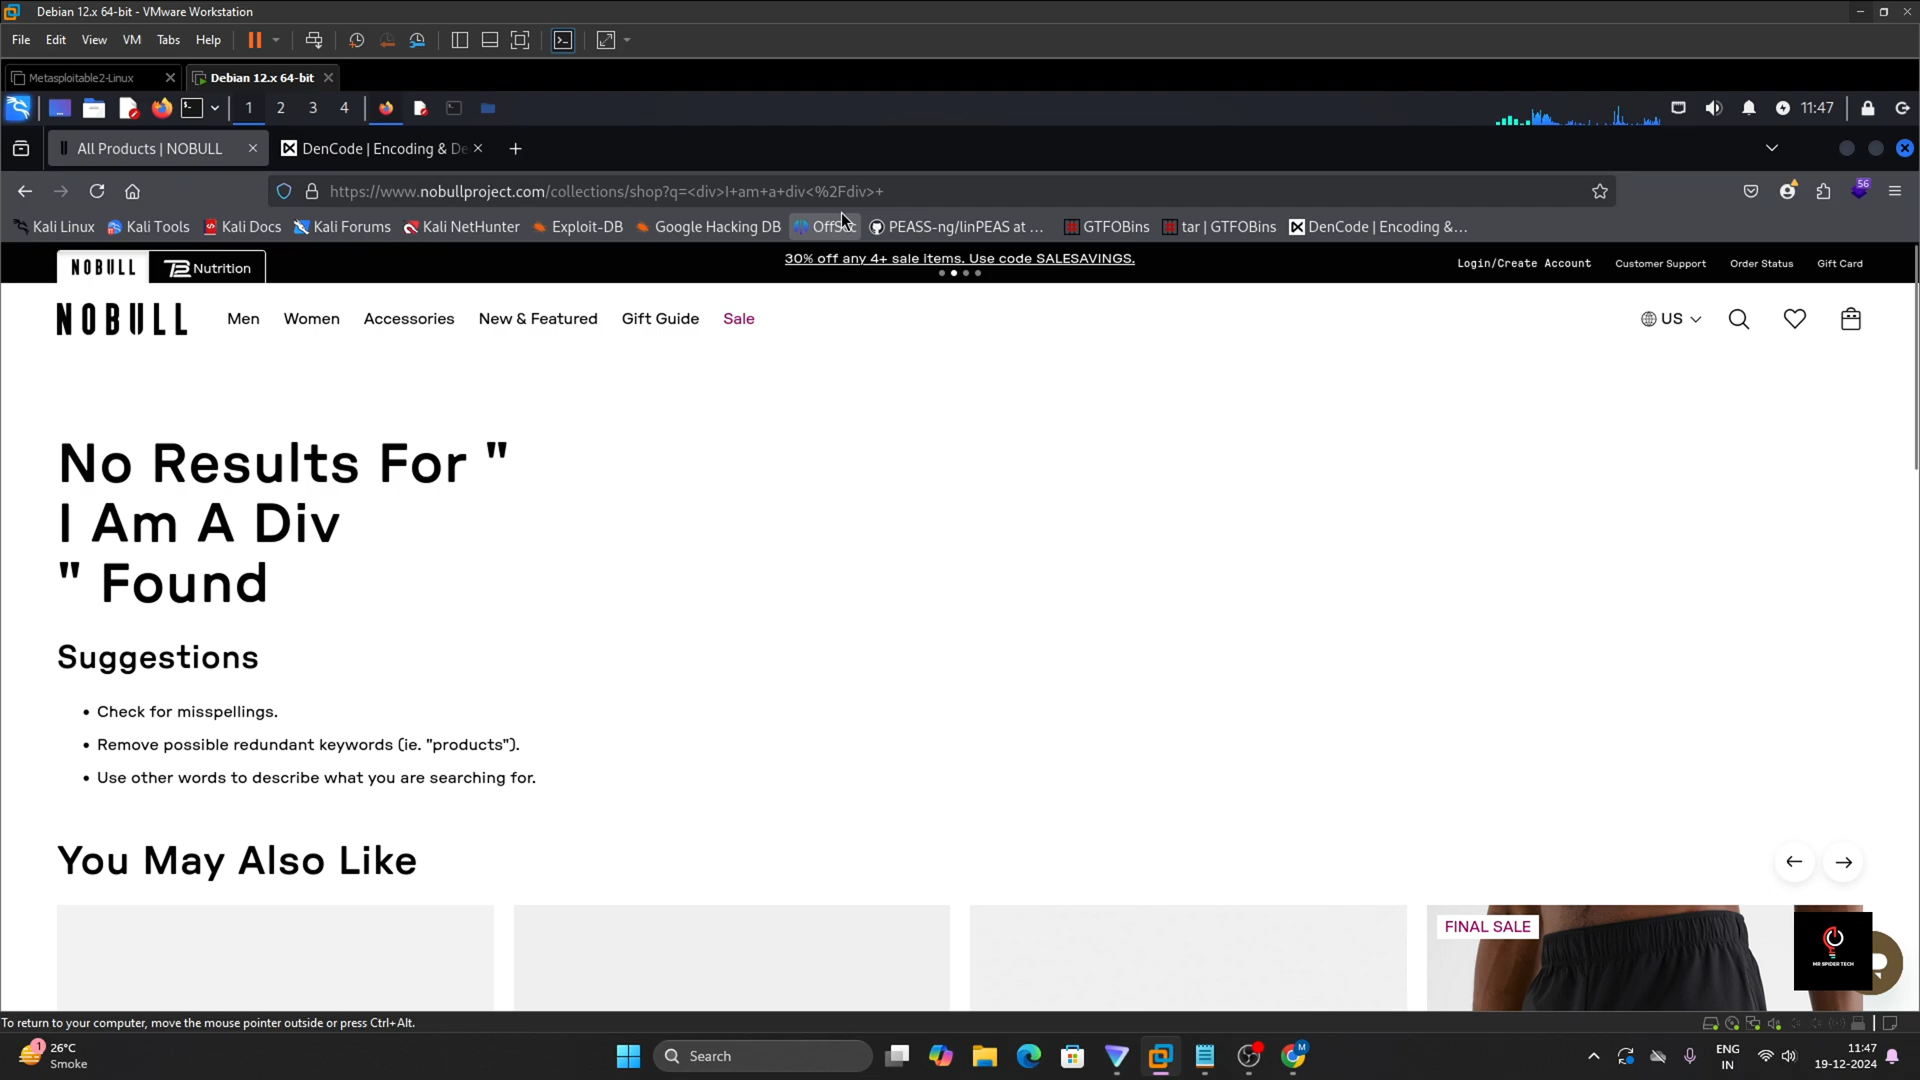 Debian 12.x 64-bit - VMware Workstation
File Edit View VM Tabs Help
Metasploitable2-Linux Debian 12.x 64-bit
1 2 3 4 11:47
All Products | NOBULL DenCode | Encoding & De
https://www.nobullproject.com/collections/shop?q=<div>I+am+a+div<%2Fdiv>+
56
Kali Linux Kali Tools Kali Docs Kali Forums Kali NetHunter Exploit-DB Google Hacking DB OffSec PEASS-ng/linPEAS at ... GTFOBins tar | GTFOBins DenCode | Encoding &...
NOBULL TB12 Nutrition 30% off any 4+ sale items. Use code SALESAVINGS. Login/Create Account Customer Support Order Status Gift Card
NOBULL Men Women Accessories New & Featured Gift Guide Sale US
No Results For "
I Am A Div
" Found
Suggestions
• Check for misspellings.
• Remove possible redundant keywords (ie. "products").
• Use other words to describe what you are searching for.
You May Also Like
FINAL SALE
MR SPIDER TECH
To return to your computer, move the mouse pointer outside or press Ctrl+Alt.
1
26°C
Smoke
Search
M
ENG
IN
11:47
19-12-2024